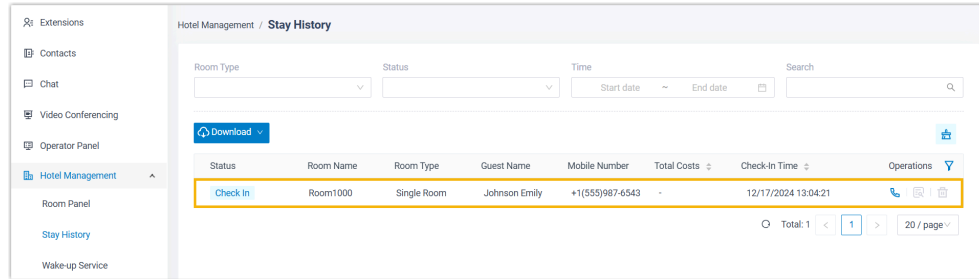 Extensions
Contacts
Chat
Video Conferencing
Operator Panel
Hotel Management
Room Panel
Stay History
Wake-up Service
Hotel Management / Stay History
Room Type Status Time Search
Start date ~ End date
Download
Status Room Name Room Type Guest Name Mobile Number Total Costs Check-In Time Operations
Check In Room1000 Single Room Johnson Emily +1(555)987-6543 - 12/17/2024 13:04:21
Total: 1 < 1 > 20 / page